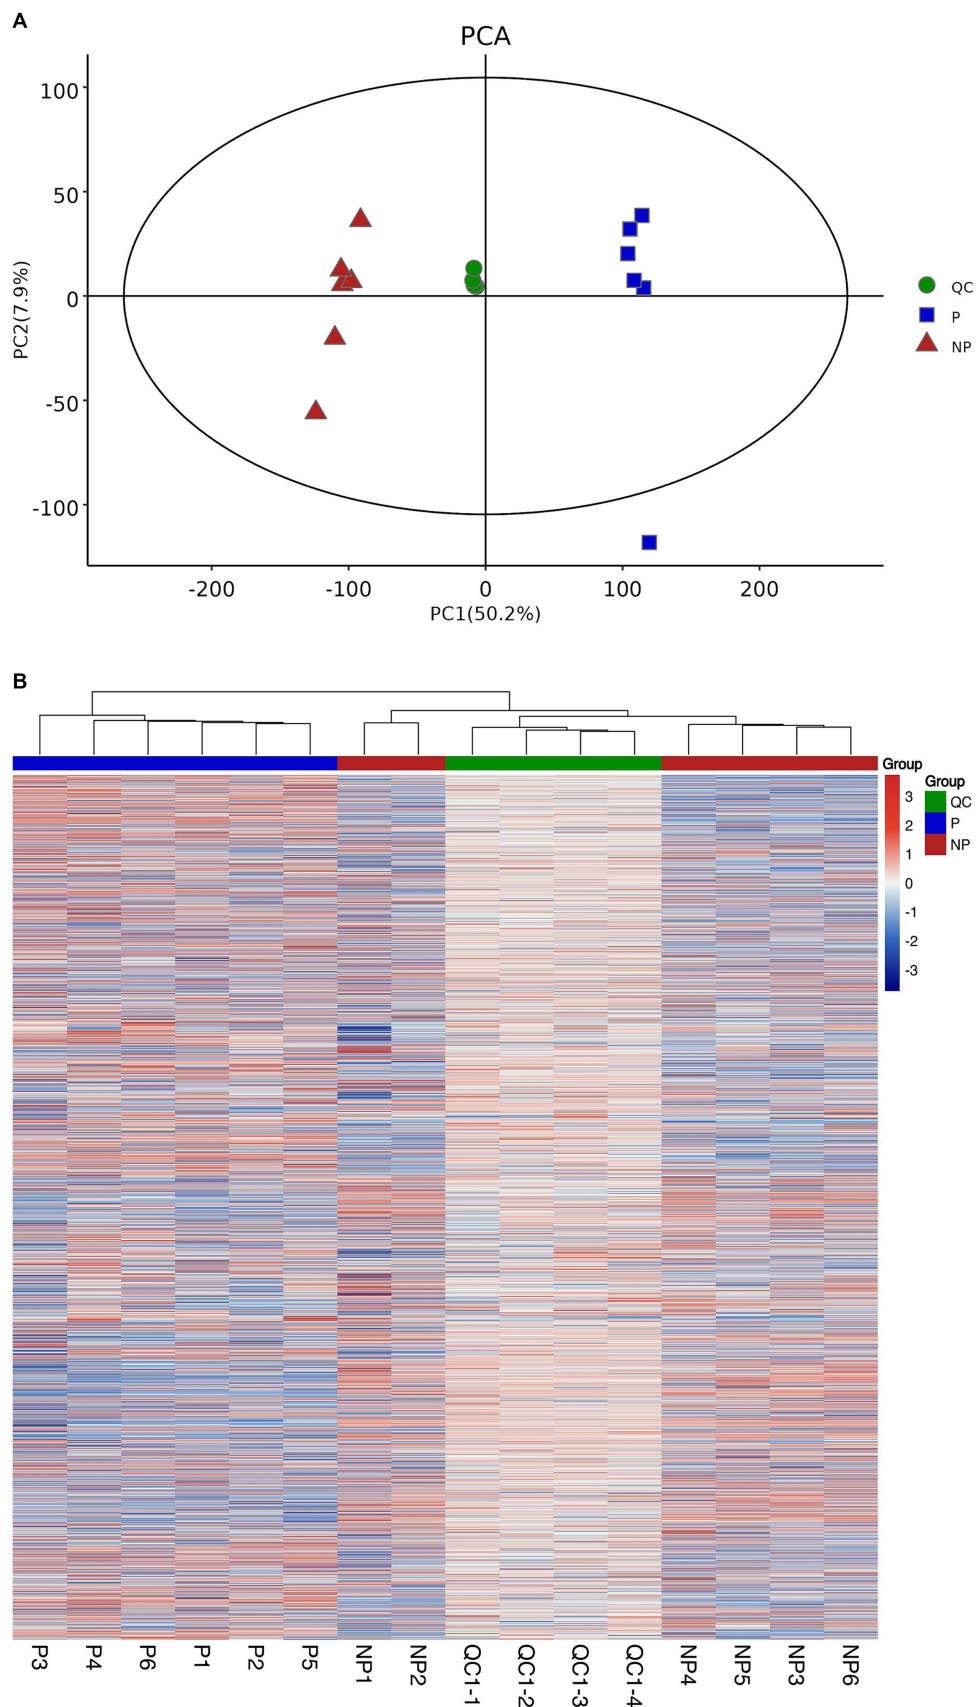 A
PCA
100
50
0
-50
-100
PC2(7.9%)
-200 -100 0 100 200
PC1(50.2%)
QC
P
NP
B
Group
3
2
1
0
-1
-2
-3
Group
QC
P
NP
P3 P4 P6 P1 P2 P5 NP1 NP2 QC1-1 QC1-2 QC1-3 QC1-4 NP4 NP5 NP3 NP6